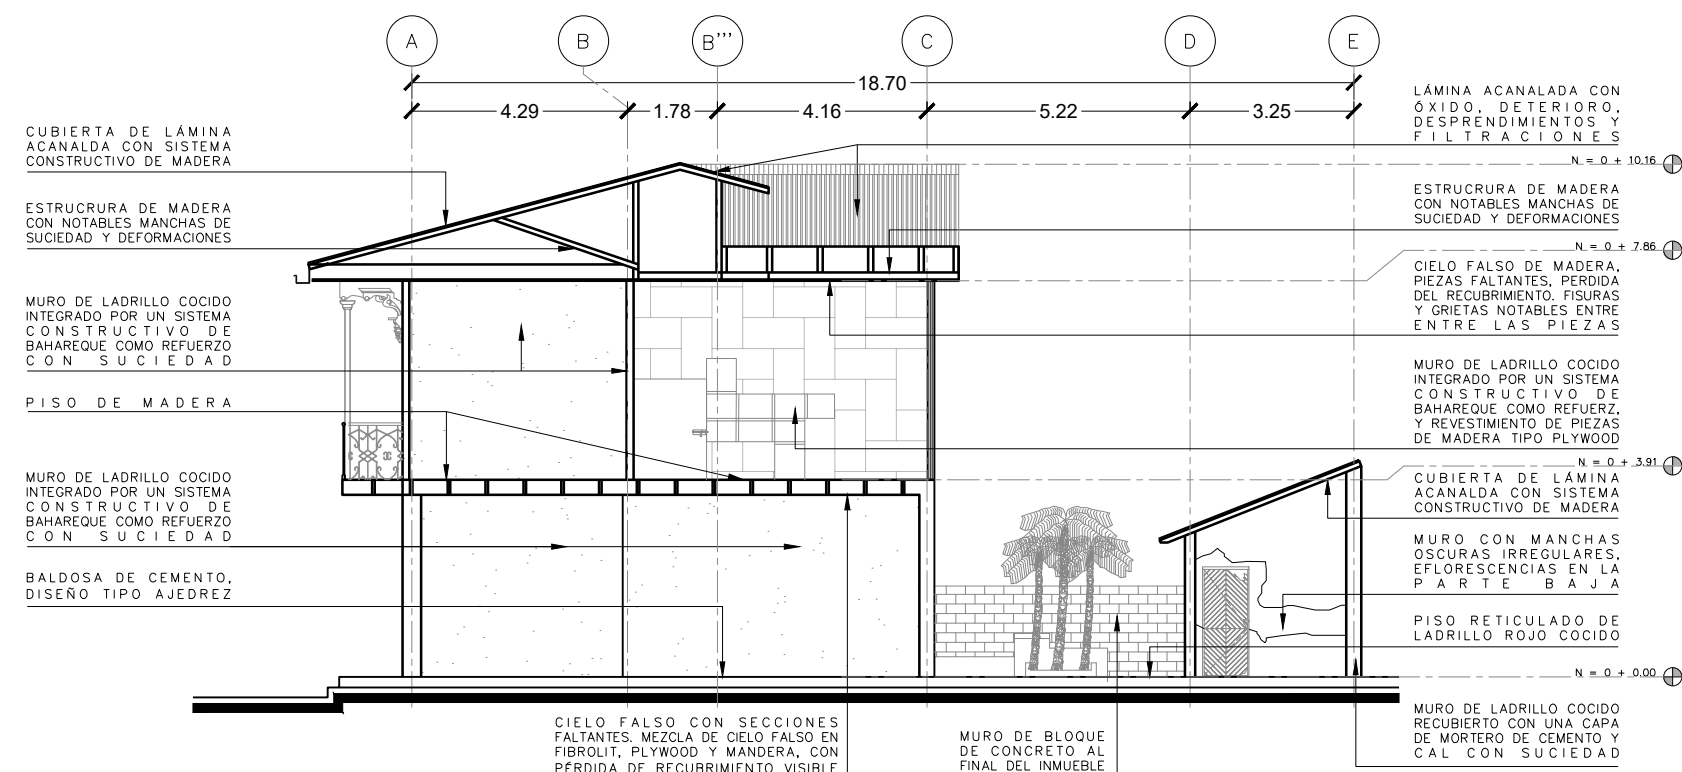 A B B''' C D E
18.70
4.29 1.78 4.16 5.22 3.25
CUBIERTA DE LÁMINA
ACANALDA CON SISTEMA
CONSTRUCTIVO DE MADERA
ESTRUCRURA DE MADERA
CON NOTABLES MANCHAS DE
SUCIEDAD Y DEFORMACIONES
MURO DE LADRILLO COCIDO
INTEGRADO POR UN SISTEMA
CONSTRUCTIVO DE
BAHAREQUE COMO REFUERZO
CON SUCIEDAD
PISO DE MADERA
MURO DE LADRILLO COCIDO
INTEGRADO POR UN SISTEMA
CONSTRUCTIVO DE
BAHAREQUE COMO REFUERZO
CON SUCIEDAD
BALDOSA DE CEMENTO,
DISEÑO TIPO AJEDREZ
CIELO FALSO CON SECCIONES
FALTANTES. MEZCLA DE CIELO FALSO EN
FIBROLIT, PLYWOOD Y MANDERA, CON
PÉRDIDA DE RECUBRIMIENTO VISIBLE
MURO DE BLOQUE
DE CONCRETO AL
FINAL DEL INMUEBLE
LÁMINA ACANALADA CON
ÓXIDO, DETERIORO,
DESPRENDIMIENTOS Y
FILTRACIONES
N = 0 + 10.16
ESTRUCRURA DE MADERA
CON NOTABLES MANCHAS DE
SUCIEDAD Y DEFORMACIONES
N = 0 + 7.86
CIELO FALSO DE MADERA,
PIEZAS FALTANTES, PERDIDA
DEL RECUBRIMIENTO. FISURAS
Y GRIETAS NOTABLES ENTRE
ENTRE LAS PIEZAS
MURO DE LADRILLO COCIDO
INTEGRADO POR UN SISTEMA
CONSTRUCTIVO DE
BAHAREQUE COMO REFUERZ,
Y REVESTIMIENTO DE PIEZAS
DE MADERA TIPO PLYWOOD
N = 0 + 3.91
CUBIERTA DE LÁMINA
ACANALDA CON SISTEMA
CONSTRUCTIVO DE MADERA
MURO CON MANCHAS
OSCURAS IRREGULARES,
EFLORESCENCIAS EN LA
PARTE BAJA
PISO RETICULADO DE
LADRILLO ROJO COCIDO
N = 0 + 0.00
MURO DE LADRILLO COCIDO
RECUBIERTO CON UNA CAPA
DE MORTERO DE CEMENTO Y
CAL CON SUCIEDAD